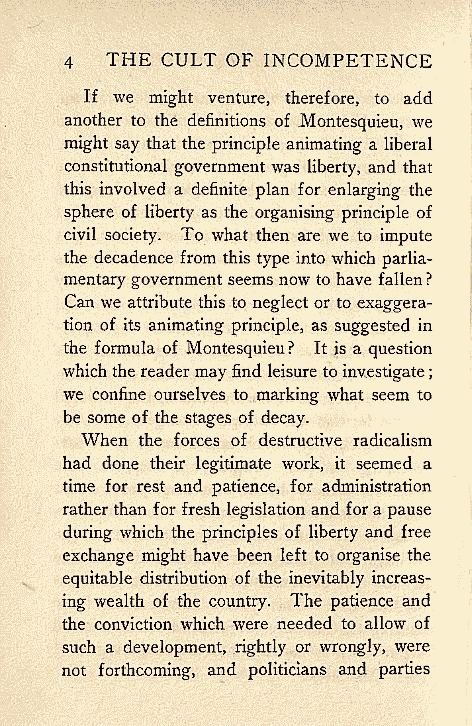 4 THE CULT OF INCOMPETENCE
If we might venture, therefore, to add
another to the definitions of Montesquieu, we
might say that the principle animating a liberal
constitutional government was liberty, and that
this involved a definite plan for enlarging the
sphere of liberty as the organising principle of
civil society. To what then are we to impute
the decadence from this type into which parlia-
mentary government seems now to have fallen?
Can we attribute this to neglect or to exaggera-
tion of its animating principle, as suggested in
the formula of Montesquieu? It is a question
which the reader may find leisure to investigate;
we confine ourselves to marking what seem to
be some of the stages of decay.
When the forces of destructive radicalism
had done their legitimate work, it seemed a
time for rest and patience, for administration
rather than for fresh legislation and for a pause
during which the principles of liberty and free
exchange might have been left to organise the
equitable distribution of the inevitably increas-
ing wealth of the country. The patience and
the conviction which were needed to allow of
such a development, rightly or wrongly, were
not forthcoming, and politicians and parties